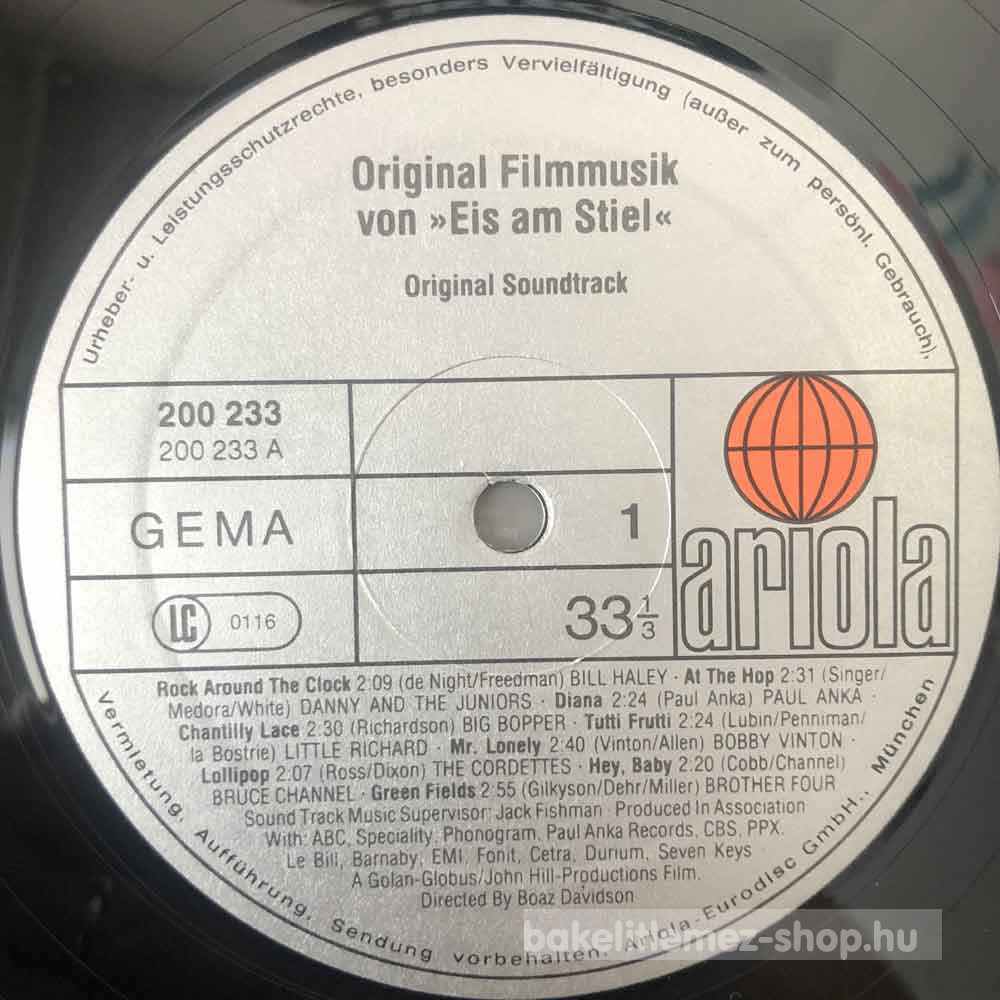 Urheber- u. Leistungsschutzrechte, besonders Vervielfältigung (außer zum persönl. Gebrauch),
Original Filmmusik
von »Eis am Stiel«
Original Soundtrack
200 233
200 233 A
GEMA
1
LC 0116
33 1/3
ariola
Rock Around The Clock 2:09 (de Night/Freedman) BILL HALEY · At The Hop 2:31 (Singer/
Medora/White) DANNY AND THE JUNIORS · Diana 2:24 (Paul Anka) PAUL ANKA ·
Chantilly Lace 2:30 (Richardson) BIG BOPPER · Tutti Frutti 2:24 (Lubin/Penniman/
la Bostrie) LITTLE RICHARD · Mr. Lonely 2:40 (Vinton/Allen) BOBBY VINTON ·
Lollipop 2:07 (Ross/Dixon) THE CORDETTES · Hey, Baby 2:20 (Cobb/Channel)
BRUCE CHANNEL · Green Fields 2:55 (Gilkyson/Dehr/Miller) BROTHER FOUR
Sound Track Music Supervisor: Jack Fishman · Produced In Association
With: ABC, Speciality, Phonogram, Paul Anka Records, CBS, PPX,
Le Bill, Barnaby, EMI, Fonit, Cetra, Durium, Seven Keys
A Golan-Globus/John Hill-Productions Film.
Directed By Boaz Davidson
Vermietung, Aufführung, Sendung vorbehalten. Ariola-Eurodisc GmbH., München
bakelitlemez-shop.hu